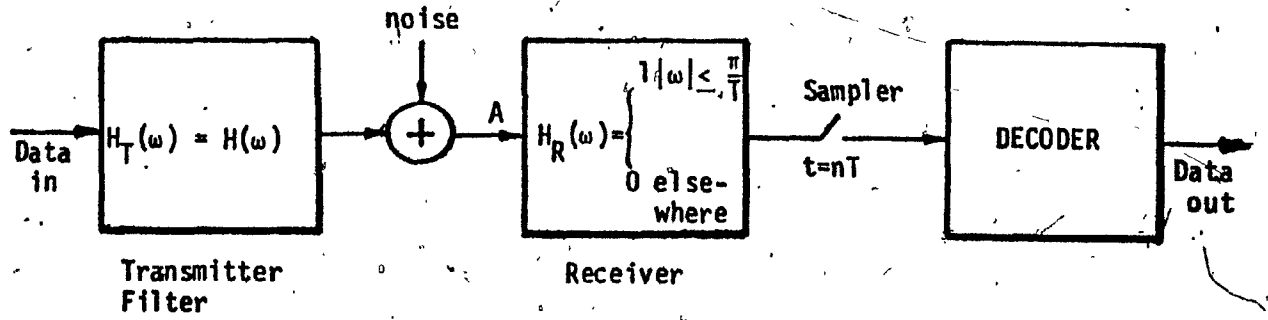 noise
Data
in
H_T(ω) = H(ω)
+
A
H_R(ω)= { 1 |ω| ≤ π/T
0 else-
where
Sampler
t=nT
DECODER
Data
out
Transmitter
Filter
Receiver